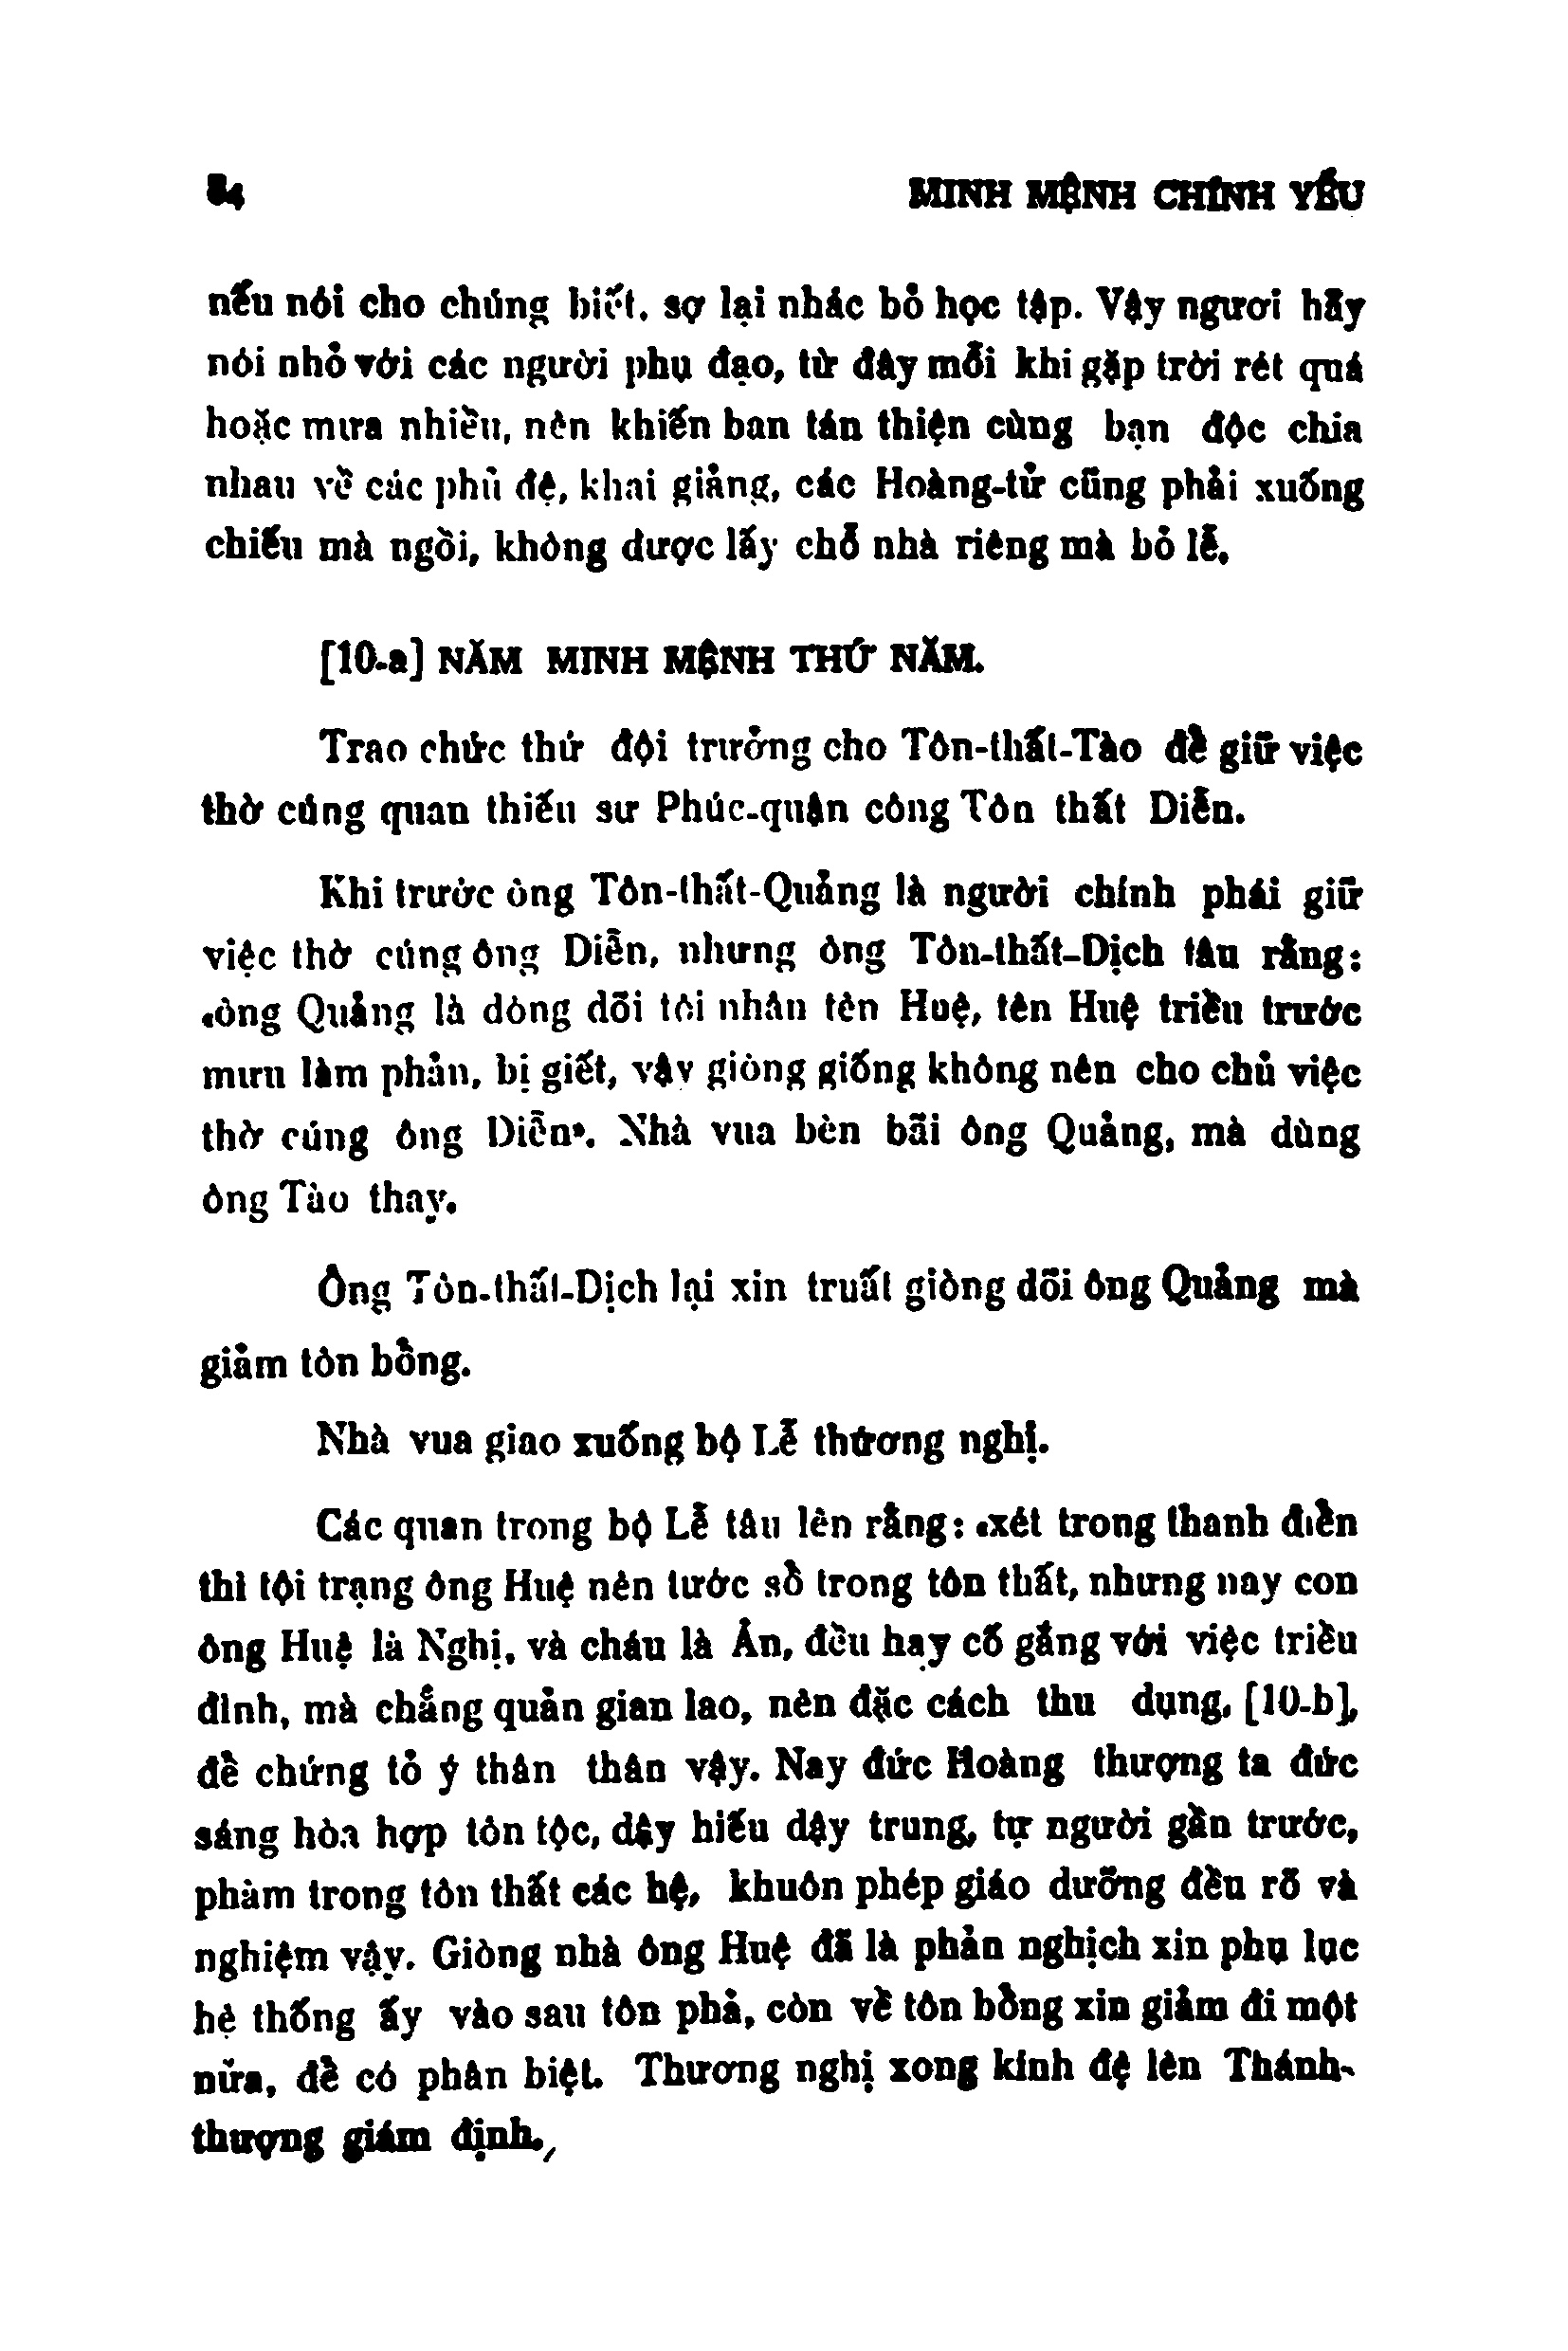 84 MINH MỆNH CHÍNH YẾU
nếu nói cho chúng biết, sợ lại nhác bỏ học tập. Vậy ngươi hãy
nói nhỏ với các người phụ đạo, từ đây mỗi khi gặp trời rét quá
hoặc mưa nhiều, nên khiến ban tán thiện cùng bạn độc chia
nhau về các phủ đệ, khai giảng, các Hoàng-tử cũng phải xuống
chiếu mà ngồi, không được lấy chỗ nhà riêng mà bỏ lễ.
[10-a] NĂM MINH MỆNH THỨ NĂM.
Trao chức thứ đội trưởng cho Tôn-thất-Tào để giữ việc
thờ cúng quan thiếu sư Phúc-quận công Tôn thất Diễn.
Khi trước ông Tôn-thất-Quảng là người chính phái giữ
việc thờ cúng ông Diễn, nhưng ông Tôn-thất-Dịch tâu rằng:
«ông Quảng là dòng dõi tội nhân tên Huệ, tên Huệ triều trước
mưu làm phản, bị giết, vậy giòng giống không nên cho chủ việc
thờ cúng ông Diễn». Nhà vua bèn bãi ông Quảng, mà dùng
ông Tào thay.
Ông Tôn-thất-Dịch lại xin truất giòng dõi ông Quảng mà
giảm tôn bổng.
Nhà vua giao xuống bộ Lễ thương nghị.
Các quan trong bộ Lễ tâu lên rằng: «xét trong thanh điển
thì tội trạng ông Huệ nên tước sổ trong tôn thất, nhưng nay con
ông Huệ là Nghị, và cháu là Ân, đều hay cố gắng với việc triều
đình, mà chẳng quản gian lao, nên đặc cách thu dụng, [10-b],
để chứng tỏ ý thân thân vậy. Nay đức Hoàng thượng ta đức
sáng hòa hợp tôn tộc, dậy hiếu dậy trung, tự người gần trước,
phàm trong tôn thất các hệ, khuôn phép giáo dưỡng đều rõ và
nghiệm vậy. Giòng nhà ông Huệ đã là phản nghịch xin phụ lục
hệ thống ấy vào sau tôn phả, còn về tôn bổng xin giảm đi một
nửa, để có phân biệt. Thương nghị xong kính đệ lên Thánh-
thượng giám định.